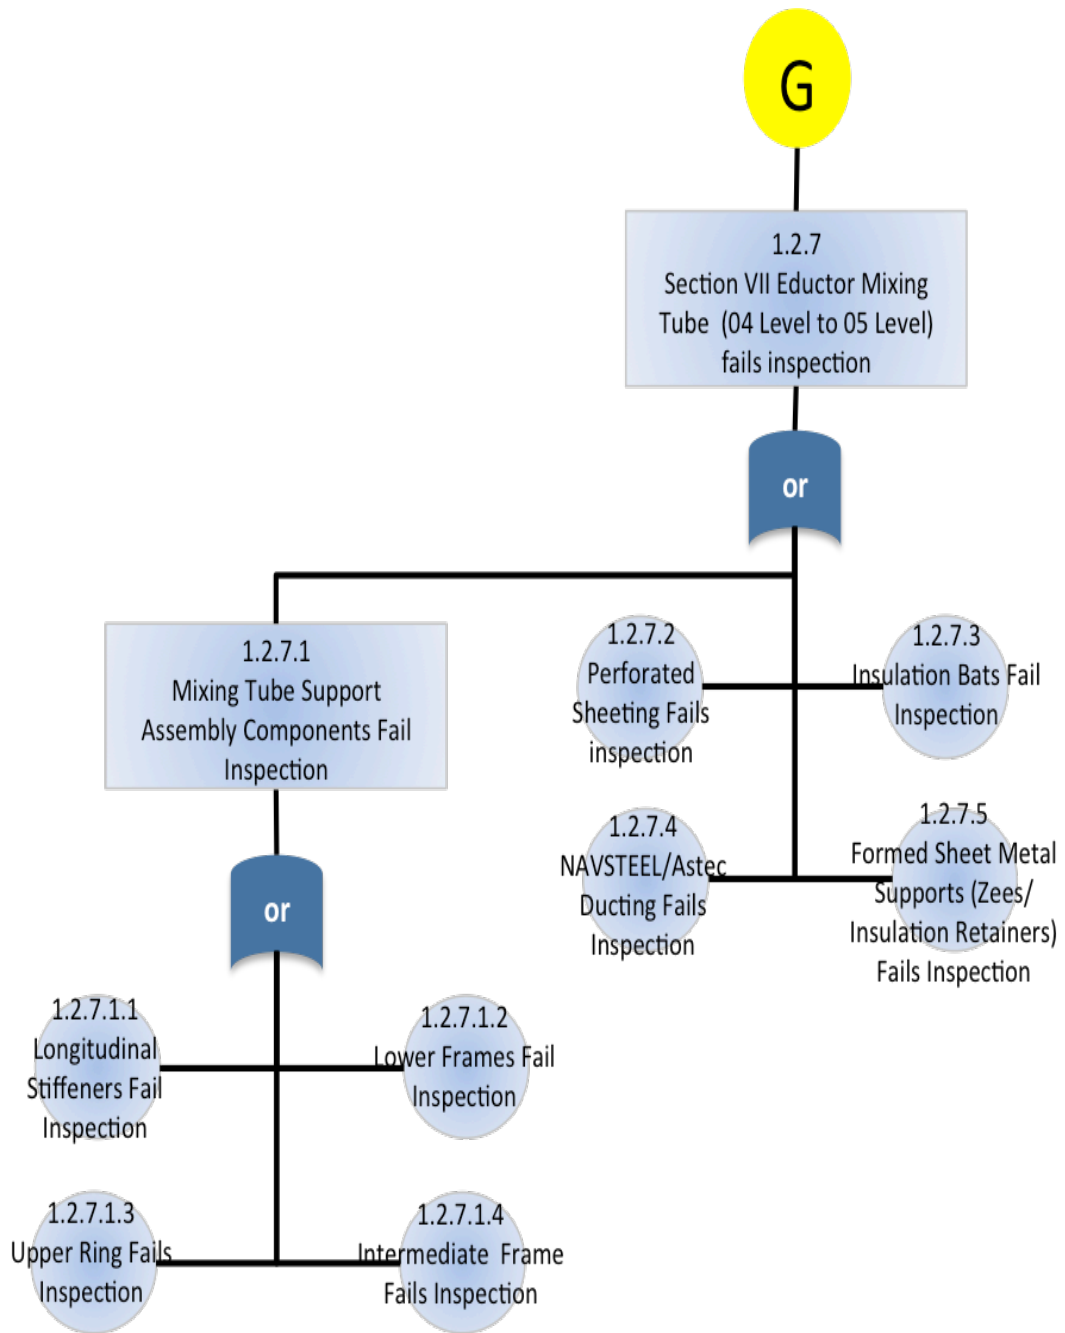 G
1.2.7
Section VII Eductor Mixing
Tube (04 Level to 05 Level)
fails inspection
or
1.2.7.1
Mixing Tube Support
Assembly Components Fail
Inspection
1.2.7.2
Perforated
Sheeting Fails
inspection
1.2.7.3
Insulation Bats Fail
Inspection
1.2.7.4
NAVSTEEL/Astec
Ducting Fails
Inspection
1.2.7.5
Formed Sheet Metal
Supports (Zees/
Insulation Retainers)
Fails Inspection
or
1.2.7.1.1
Longitudinal
Stiffeners Fail
Inspection
1.2.7.1.2
Lower Frames Fail
Inspection
1.2.7.1.3
Upper Ring Fails
Inspection
1.2.7.1.4
Intermediate Frame
Fails Inspection